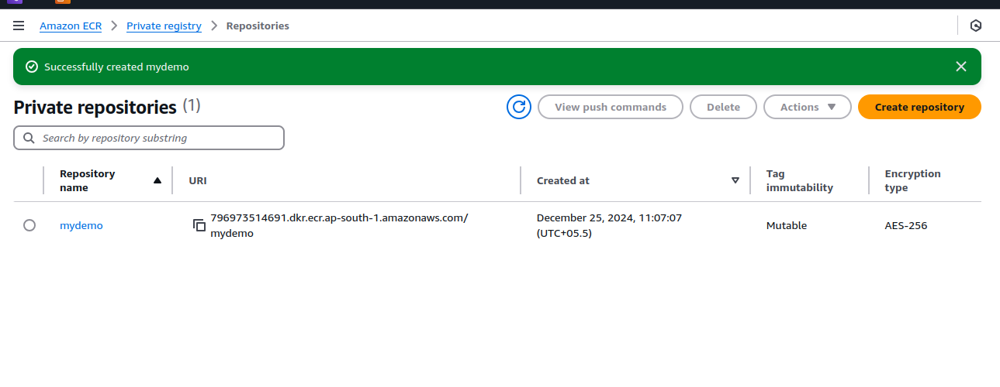 Amazon ECR > Private registry > Repositories
Successfully created mydemo
Private repositories (1)
View push commands
Delete
Actions
Create repository
Search by repository substring
Repository name
URI
Created at
Tag immutability
Encryption type
mydemo
796973514691.dkr.ecr.ap-south-1.amazonaws.com/
mydemo
December 25, 2024, 11:07:07
(UTC+05.5)
Mutable
AES-256